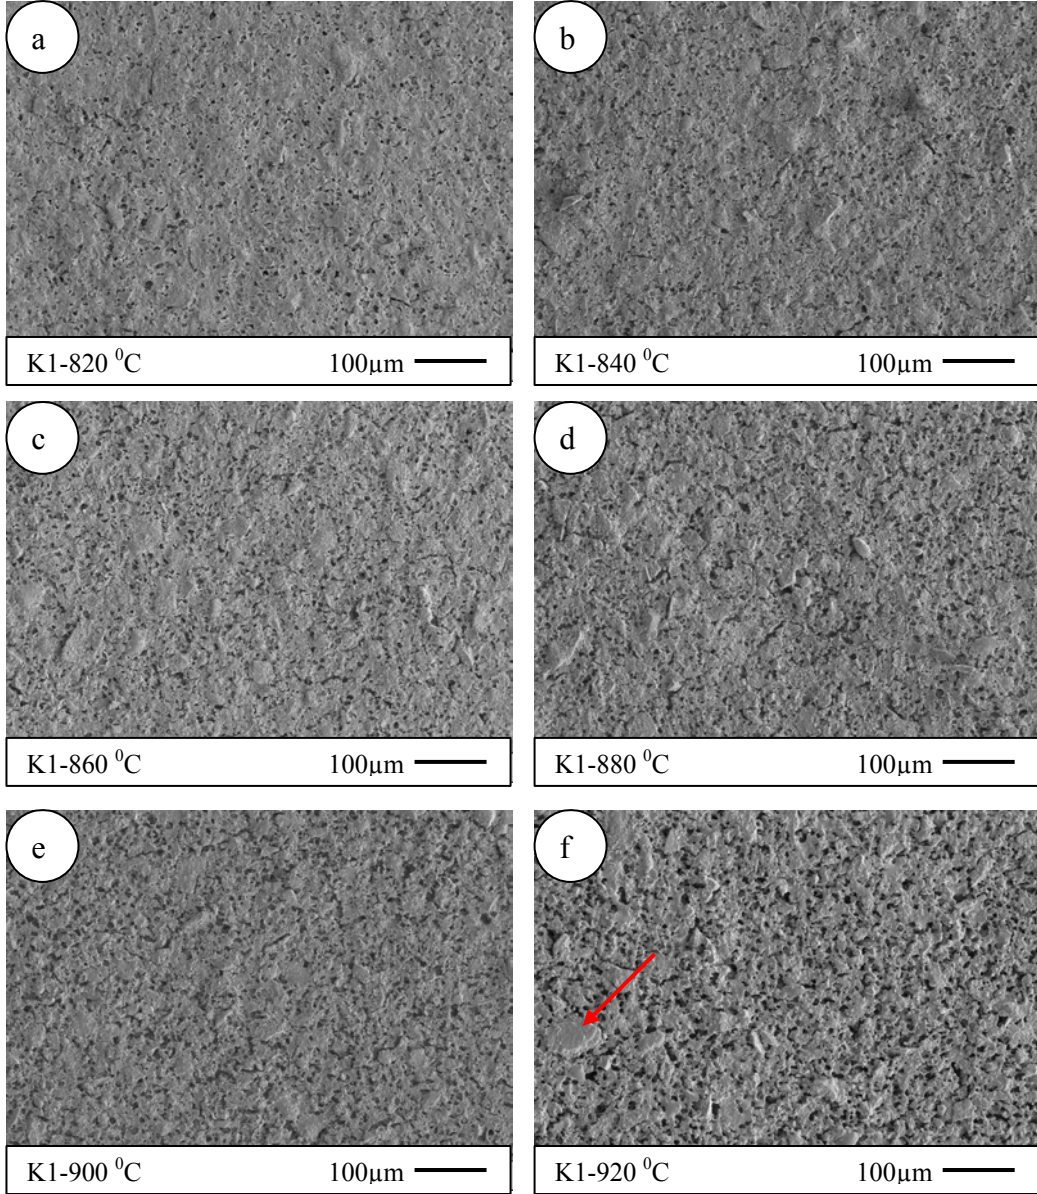 a
b
K1-820 ⁰C 100µm
K1-840 ⁰C 100µm
c
d
K1-860 ⁰C 100µm
K1-880 ⁰C 100µm
e
f
K1-900 ⁰C 100µm
K1-920 ⁰C 100µm